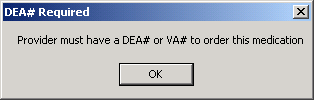 DEA# Required
Provider must have a DEA# or VA# to order this medication
OK